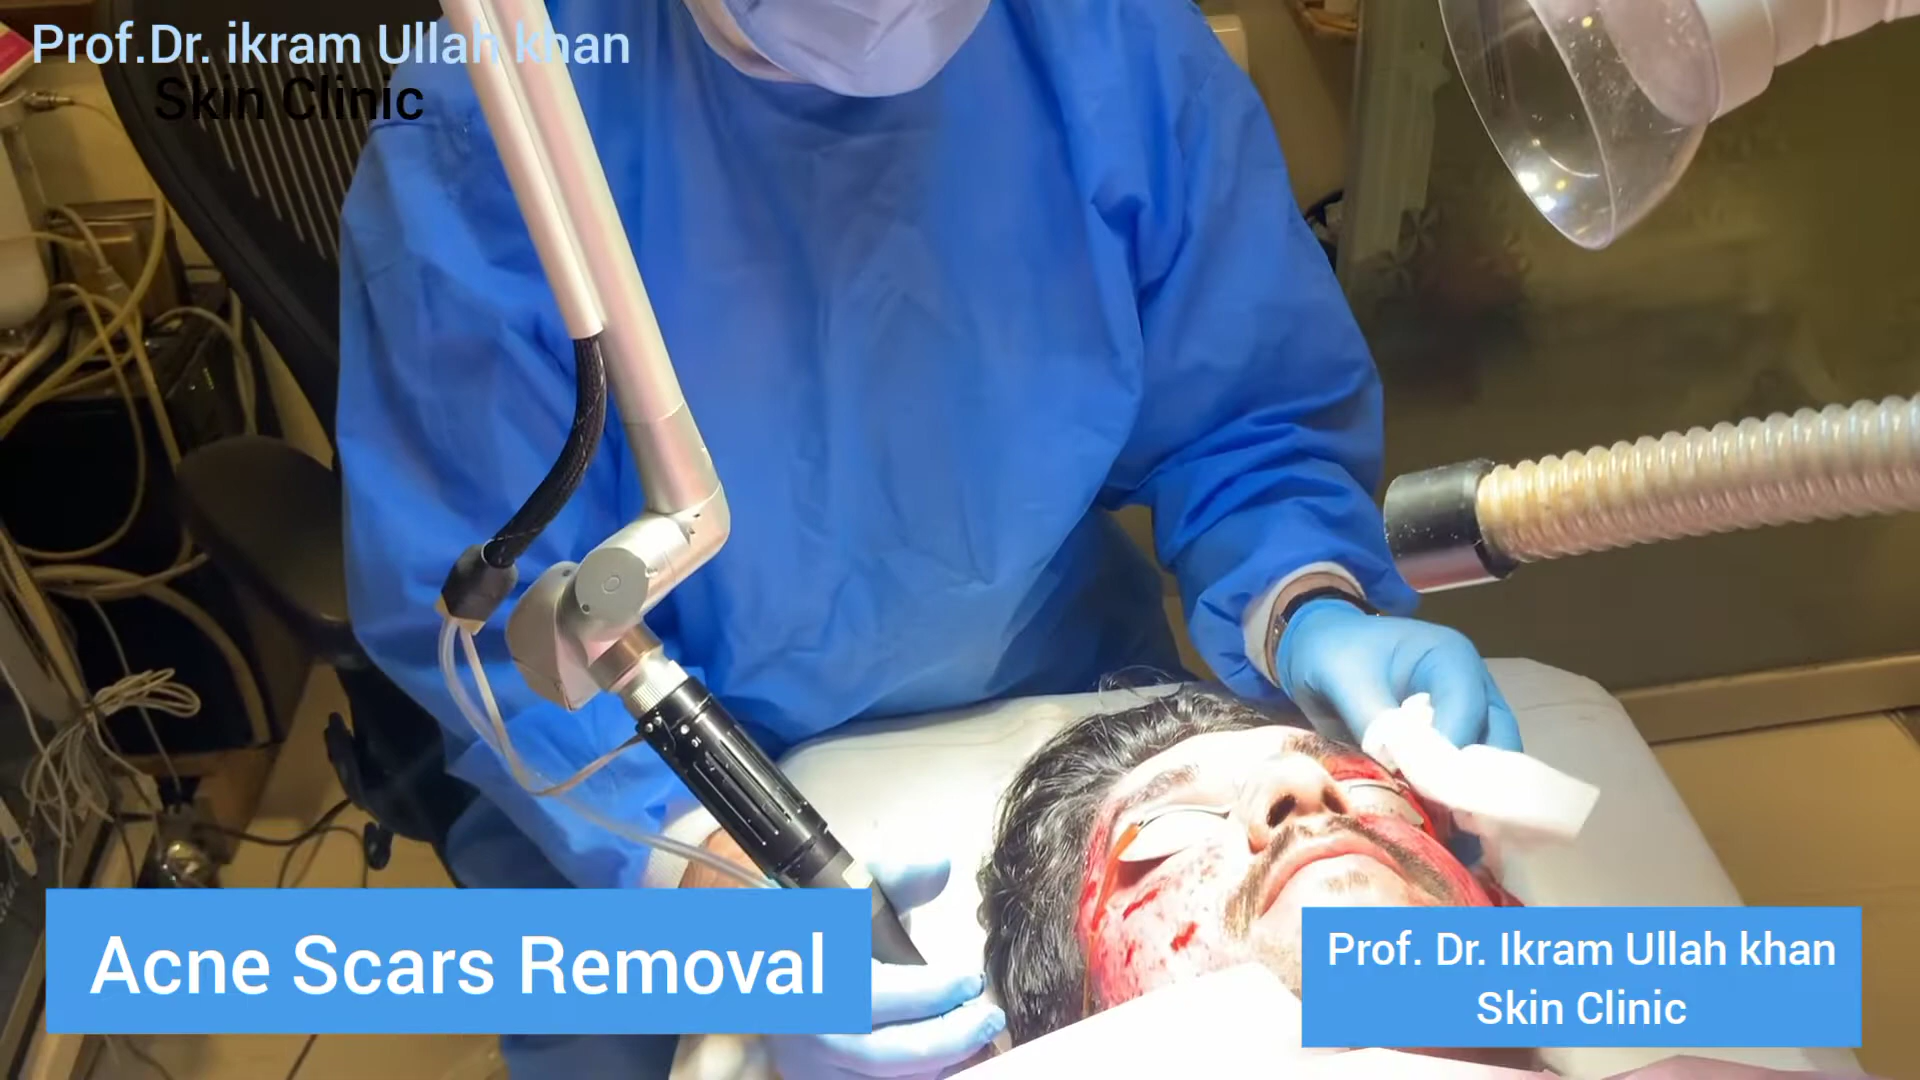 Prof.Dr. ikram Ullah khan
Skin Clinic
Acne Scars Removal
Prof. Dr. Ikram Ullah khan
Skin Clinic